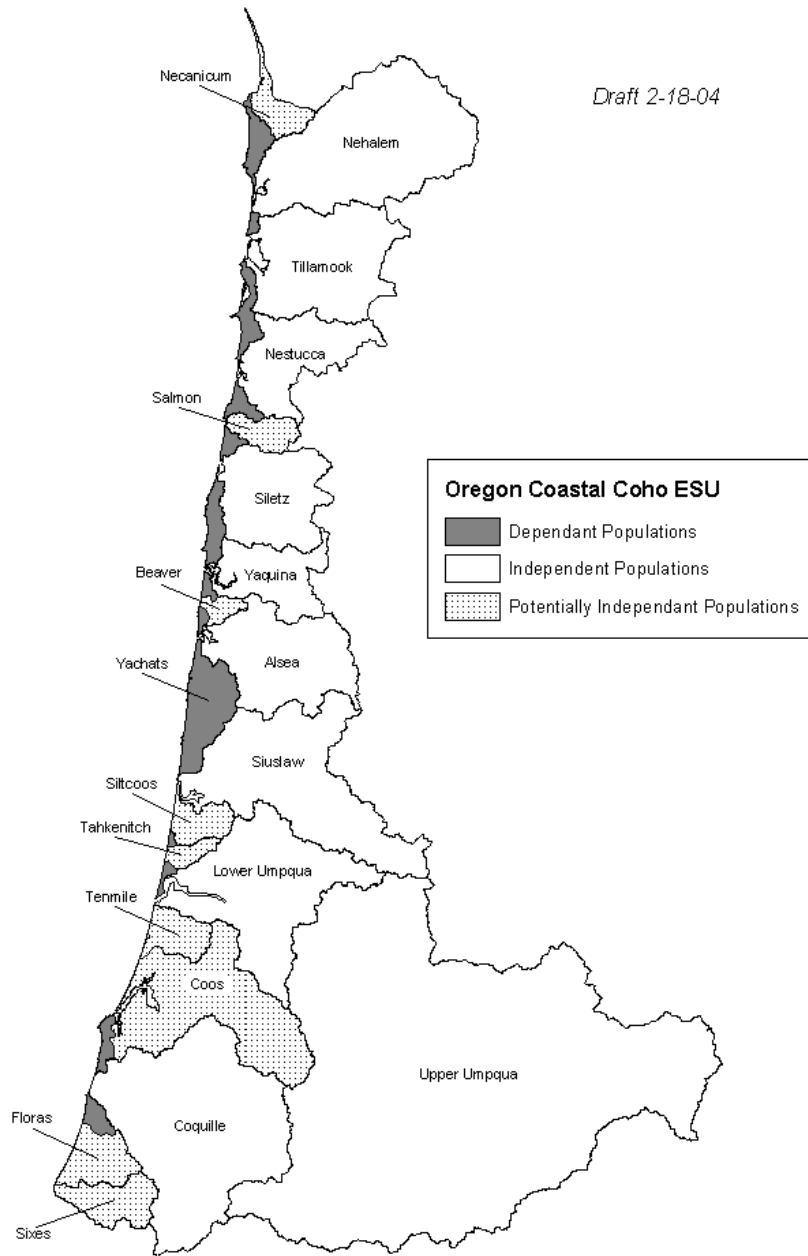 Necanicum
Draft 2-18-04
Nehalem
Tillamook
Nestucca
Salmon
Siletz
Beaver
Yaquina
Yachats
Alsea
Siuslaw
Siltcoos
Tahkenitch
Lower Umpqua
Tenmile
Coos
Upper Umpqua
Floras
Coquille
Sixes
Oregon Coastal Coho ESU
Dependant Populations
Independent Populations
Potentially Independant Populations